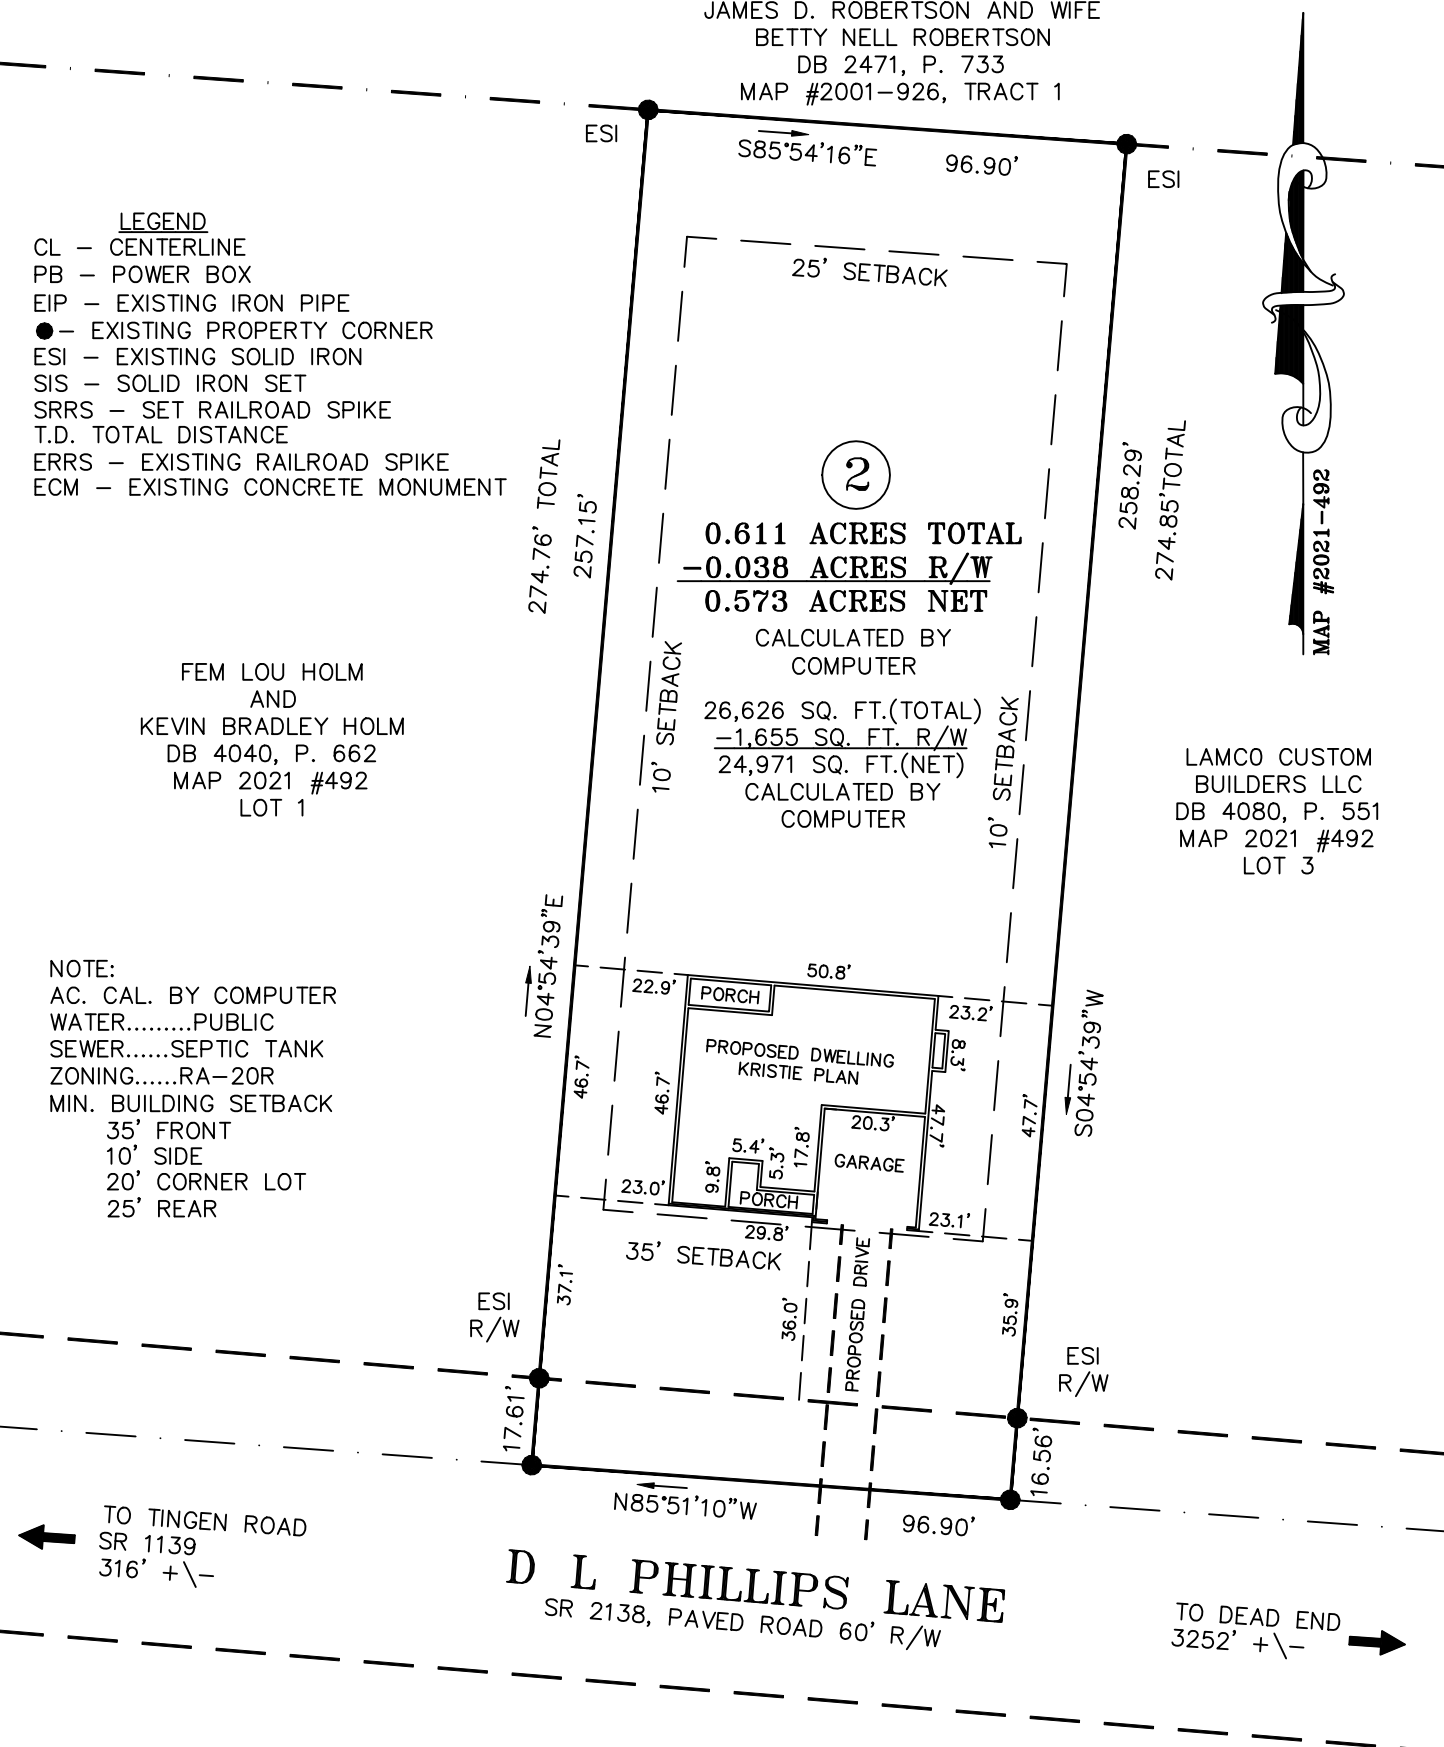 JAMES D. ROBERTSON AND WIFE
BETTY NELL ROBERTSON
DB 2471, P. 733
MAP #2001-926, TRACT 1
ESI
S85°54'16"E 96.90'
ESI
LEGEND
CL - CENTERLINE
PB - POWER BOX
EIP - EXISTING IRON PIPE
●- EXISTING PROPERTY CORNER
ESI - EXISTING SOLID IRON
SIS - SOLID IRON SET
SRRS - SET RAILROAD SPIKE
T.D. TOTAL DISTANCE
ERRS - EXISTING RAILROAD SPIKE
ECM - EXISTING CONCRETE MONUMENT
25' SETBACK
274.76' TOTAL
257.15'
258.29'
274.85'TOTAL
MAP #2021-492
2
0.611 ACRES TOTAL
-0.038 ACRES R/W
0.573 ACRES NET
CALCULATED BY
COMPUTER
26,626 SQ. FT.(TOTAL)
-1,655 SQ. FT. R/W
24,971 SQ. FT.(NET)
CALCULATED BY
COMPUTER
10' SETBACK
10' SETBACK
FEM LOU HOLM
AND
KEVIN BRADLEY HOLM
DB 4040, P. 662
MAP 2021 #492
LOT 1
LAMCO CUSTOM
BUILDERS LLC
DB 4080, P. 551
MAP 2021 #492
LOT 3
N04°54'39"E
S04°54'39"W
NOTE:
AC. CAL. BY COMPUTER
WATER.........PUBLIC
SEWER......SEPTIC TANK
ZONING......RA-20R
MIN. BUILDING SETBACK
35' FRONT
10' SIDE
20' CORNER LOT
25' REAR
50.8'
22.9'
PORCH
23.2'
8.3'
PROPOSED DWELLING
KRISTIE PLAN
46.7'
46.7'
47.7'
47.7'
20.3'
17.8'
GARAGE
5.4'
5.3'
9.8'
PORCH
23.0'
29.8'
23.1'
35' SETBACK
37.1'
36.0'
PROPOSED DRIVE
35.9'
ESI
R/W
ESI
R/W
17.61'
16.56'
N85°51'10"W 96.90'
TO TINGEN ROAD
SR 1139
316' +\-
D L PHILLIPS LANE
SR 2138, PAVED ROAD 60' R/W
TO DEAD END
3252' +\-